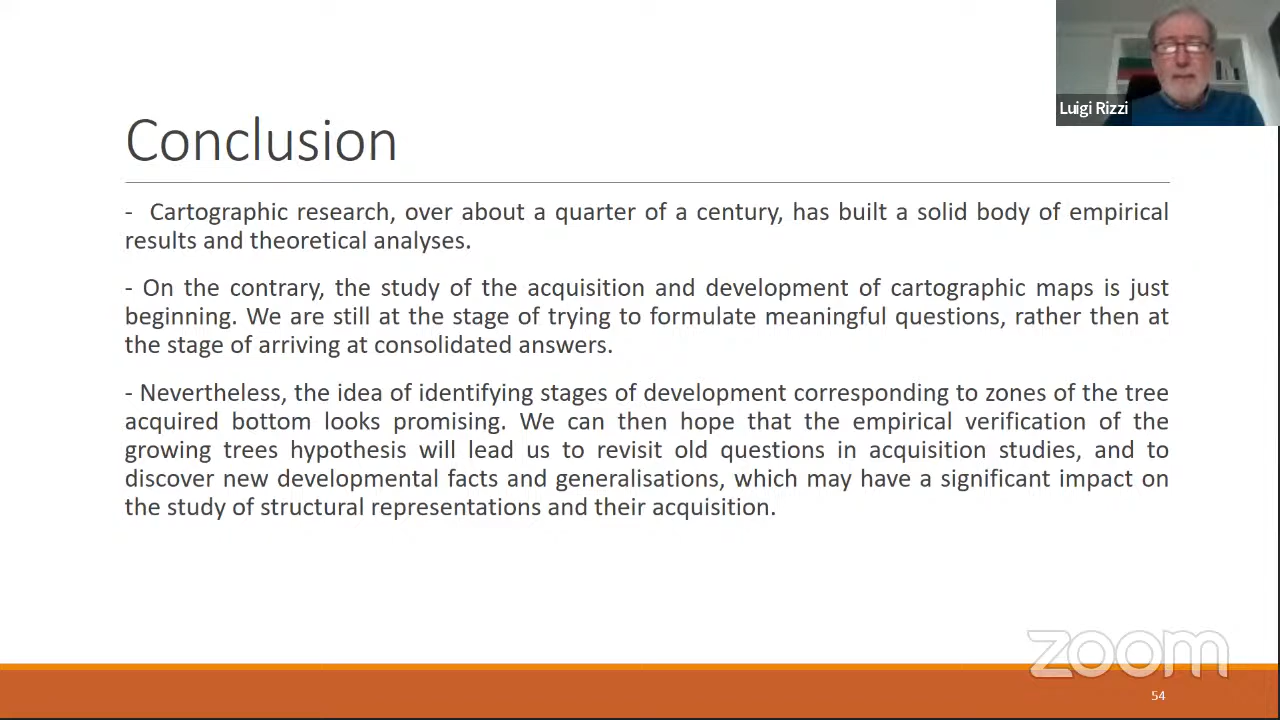 Luigi Rizzi
Conclusion
- Cartographic research, over about a quarter of a century, has built a solid body of empirical
results and theoretical analyses.
- On the contrary, the study of the acquisition and development of cartographic maps is just
beginning. We are still at the stage of trying to formulate meaningful questions, rather then at
the stage of arriving at consolidated answers.
- Nevertheless, the idea of identifying stages of development corresponding to zones of the tree
acquired bottom looks promising. We can then hope that the empirical verification of the
growing trees hypothesis will lead us to revisit old questions in acquisition studies, and to
discover new developmental facts and generalisations, which may have a significant impact on
the study of structural representations and their acquisition.
zoom
54